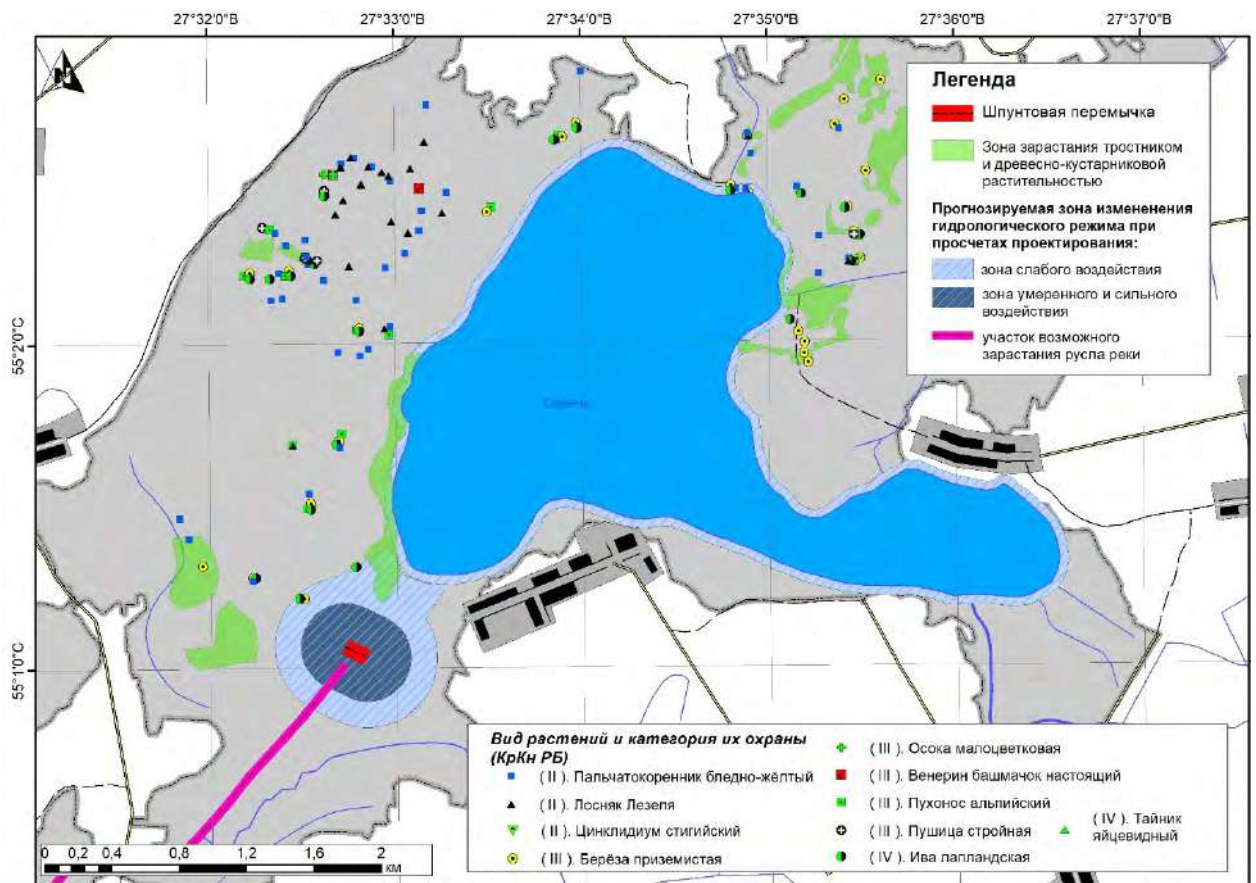 27°32'0"В
27°33'0"В
27°34'0"В
27°35'0"В
27°36'0"В
27°37'0"В
N
Легенда
Шпунтовая перемычка
Зона зарастания тростником
и древесно-кустарниковой
растительностью
Прогнозируемая зона измененения
гидрологического режима при
просчетах проектирования:
зона слабого воздействия
зона умеренного и сильного
воздействия
участок возможного
зарастания русла реки
55°2'0"С
55°1'0"С
Вид растений и категория их охраны
(КрКн РБ)
( II ). Пальчатокоренник бледно-жёлтый
( II ). Лосняк Лезеля
( II ). Цинклидиум стигийский
( III ). Берёза приземистая
( III ). Осока малоцветковая
( III ). Венерин башмачок настоящий
( III ). Пухонос альпийский
( III ). Пушица стройная
( IV ). Ива лапландская
( IV ). Тайник
яйцевидный
0 0,2 0,4 0,8 1,2 1,6 2
км